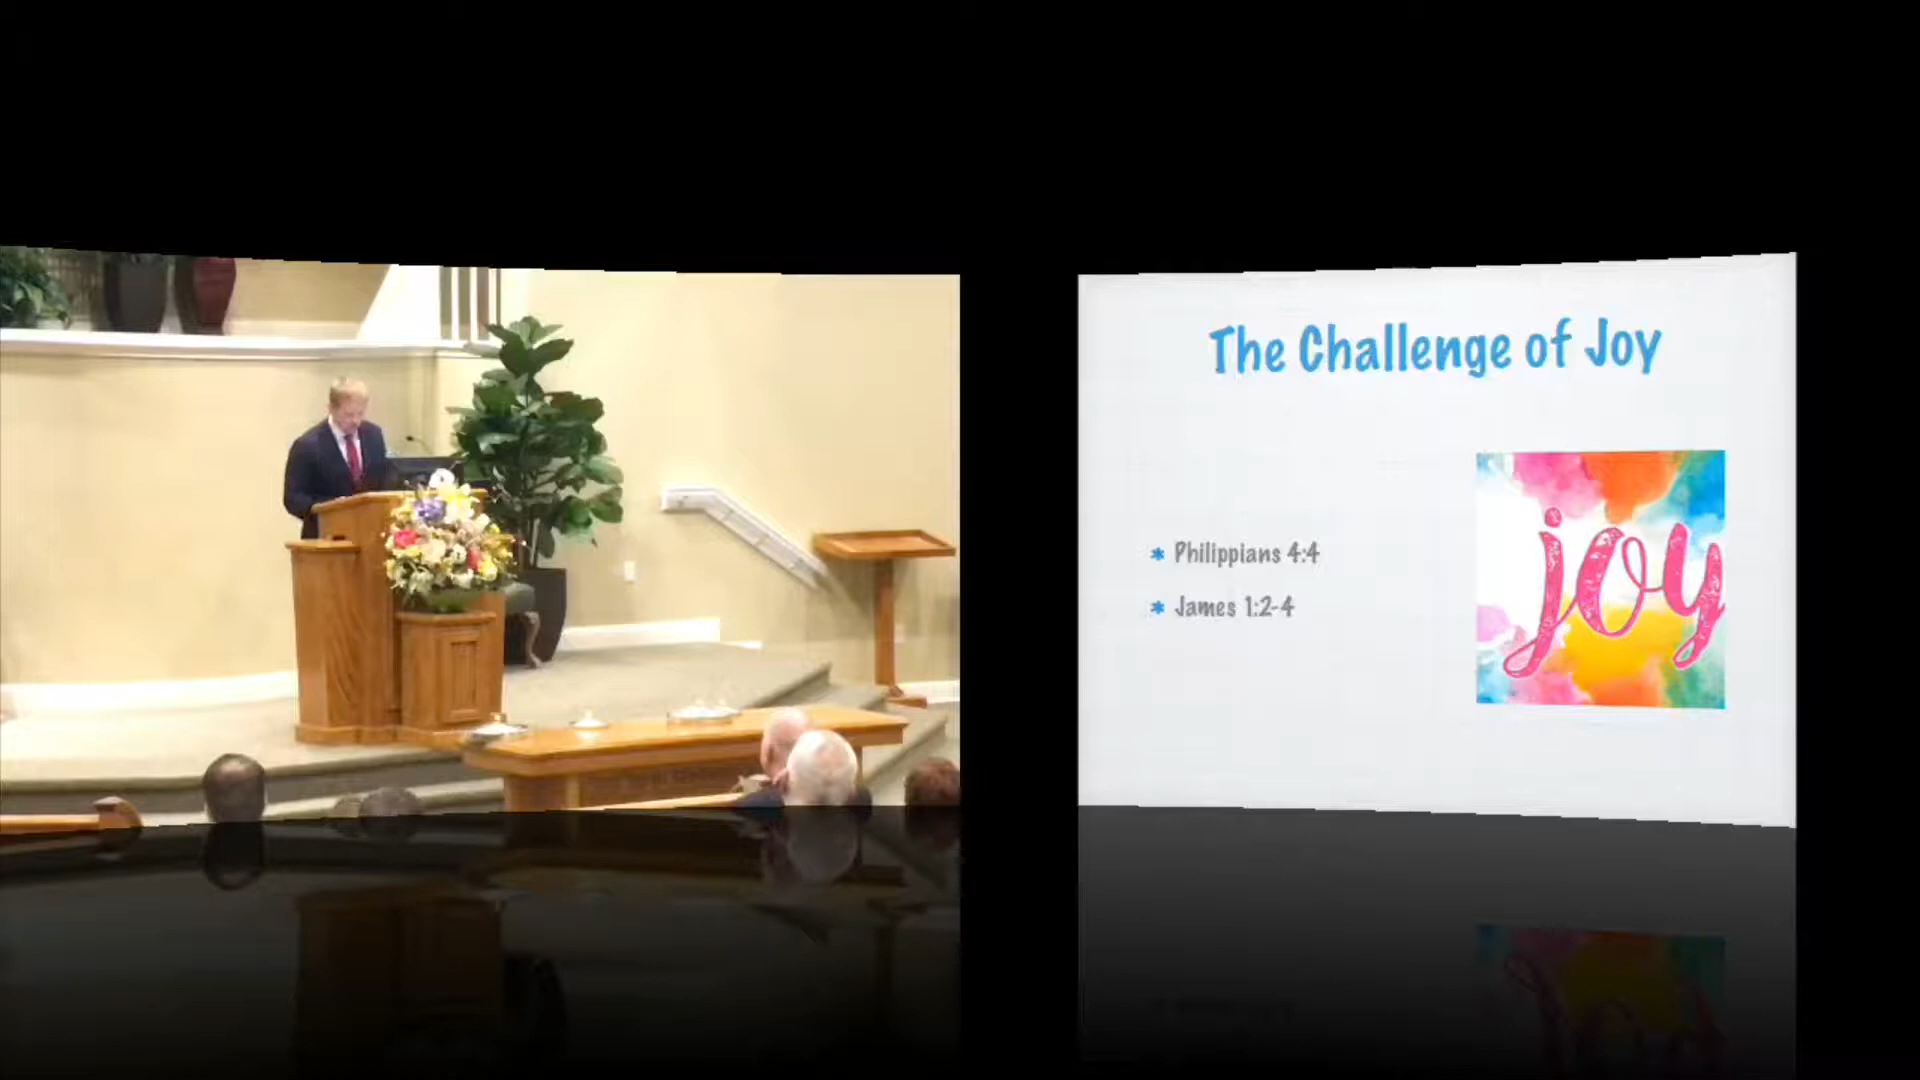 The Challenge of Joy
* Philippians 4:4
* James 1:2-4
joy